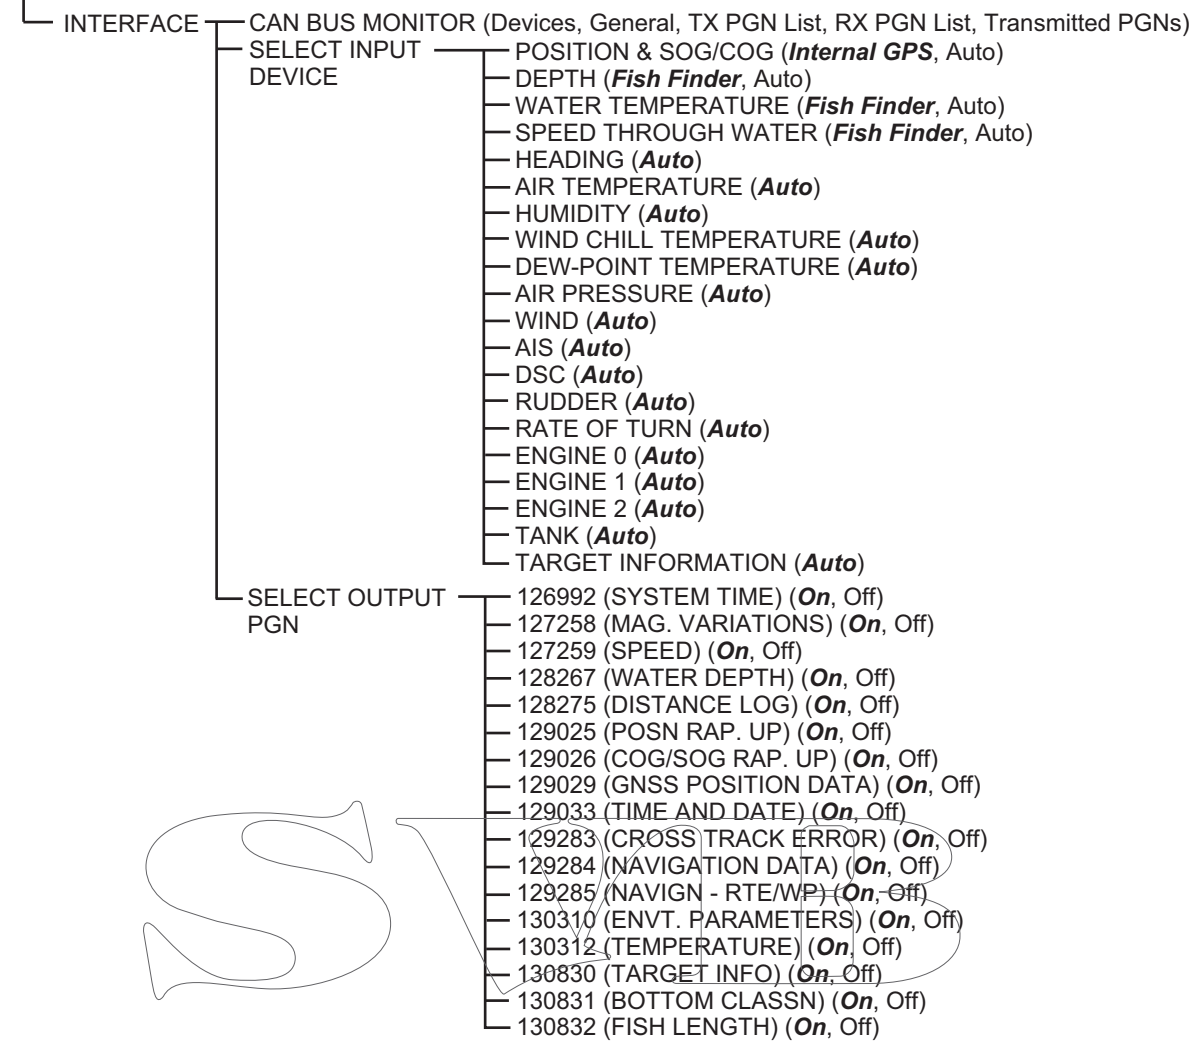 INTERFACE
CAN BUS MONITOR (Devices, General, TX PGN List, RX PGN List, Transmitted PGNs)
SELECT INPUT
DEVICE
POSITION & SOG/COG (Internal GPS, Auto)
DEPTH (Fish Finder, Auto)
WATER TEMPERATURE (Fish Finder, Auto)
SPEED THROUGH WATER (Fish Finder, Auto)
HEADING (Auto)
AIR TEMPERATURE (Auto)
HUMIDITY (Auto)
WIND CHILL TEMPERATURE (Auto)
DEW-POINT TEMPERATURE (Auto)
AIR PRESSURE (Auto)
WIND (Auto)
AIS (Auto)
DSC (Auto)
RUDDER (Auto)
RATE OF TURN (Auto)
ENGINE 0 (Auto)
ENGINE 1 (Auto)
ENGINE 2 (Auto)
TANK (Auto)
TARGET INFORMATION (Auto)
SELECT OUTPUT
PGN
126992 (SYSTEM TIME) (On, Off)
127258 (MAG. VARIATIONS) (On, Off)
127259 (SPEED) (On, Off)
128267 (WATER DEPTH) (On, Off)
128275 (DISTANCE LOG) (On, Off)
129025 (POSN RAP. UP) (On, Off)
129026 (COG/SOG RAP. UP) (On, Off)
129029 (GNSS POSITION DATA) (On, Off)
129033 (TIME AND DATE) (On, Off)
129283 (CROSS TRACK ERROR) (On, Off)
129284 (NAVIGATION DATA) (On, Off)
129285 (NAVIGN - RTE/WP) (On, Off)
130310 (ENVT. PARAMETERS) (On, Off)
130312 (TEMPERATURE) (On, Off)
130830 (TARGET INFO) (On, Off)
130831 (BOTTOM CLASSN) (On, Off)
130832 (FISH LENGTH) (On, Off)
SVB